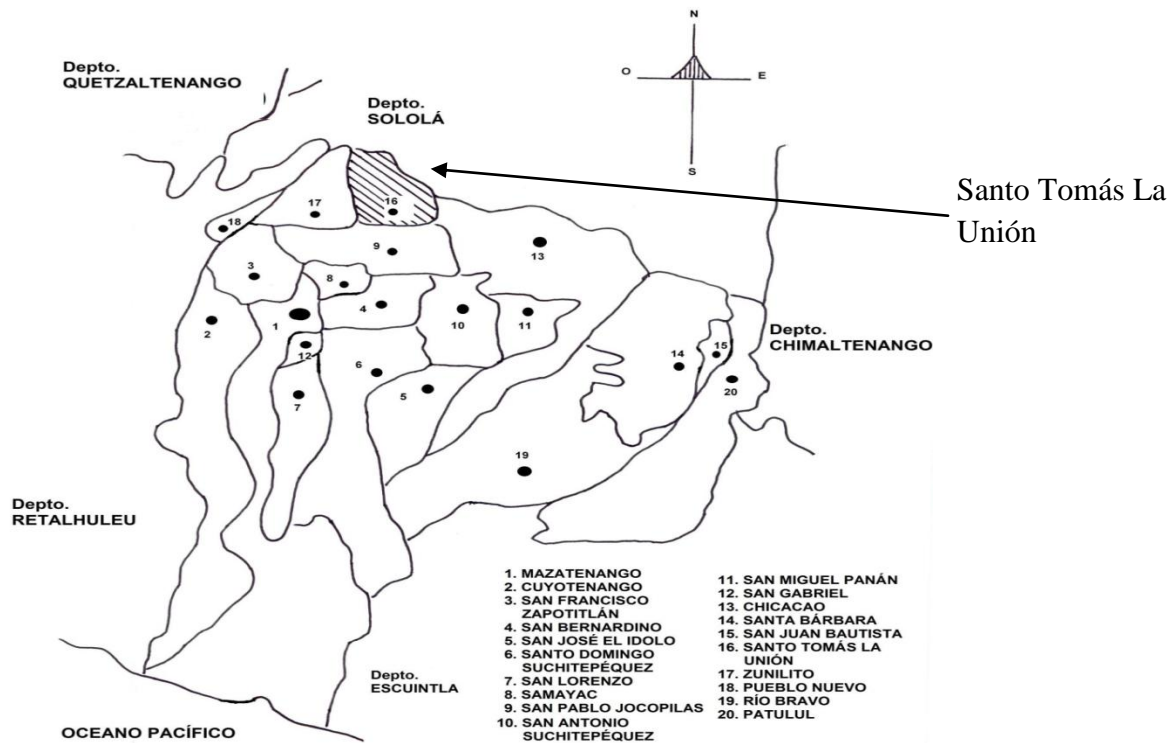 N
Depto.
QUETZALTENANGO
Depto.
SOLOLÁ
O
E
S
Santo Tomás La
Unión
17
16
18
9
13
3
8
4
10
11
2
1
Depto.
CHIMALTENANGO
12
15
14
6
5
20
7
19
Depto.
RETALHULEU
1. MAZATENANGO
2. CUYOTENANGO
3. SAN FRANCISCO
ZAPOTITLÁN
4. SAN BERNARDINO
5. SAN JOSÉ EL IDOLO
6. SANTO DOMINGO
SUCHITEPÉQUEZ
7. SAN LORENZO
8. SAMAYAC
9. SAN PABLO JOCOPILAS
10. SAN ANTONIO
SUCHITEPÉQUEZ
11. SAN MIGUEL PANÁN
12. SAN GABRIEL
13. CHICACAO
14. SANTA BÁRBARA
15. SAN JUAN BAUTISTA
16. SANTO TOMÁS LA
UNIÓN
17. ZUNILITO
18. PUEBLO NUEVO
19. RÍO BRAVO
20. PATULUL
Depto.
ESCUINTLA
OCEANO PACÍFICO